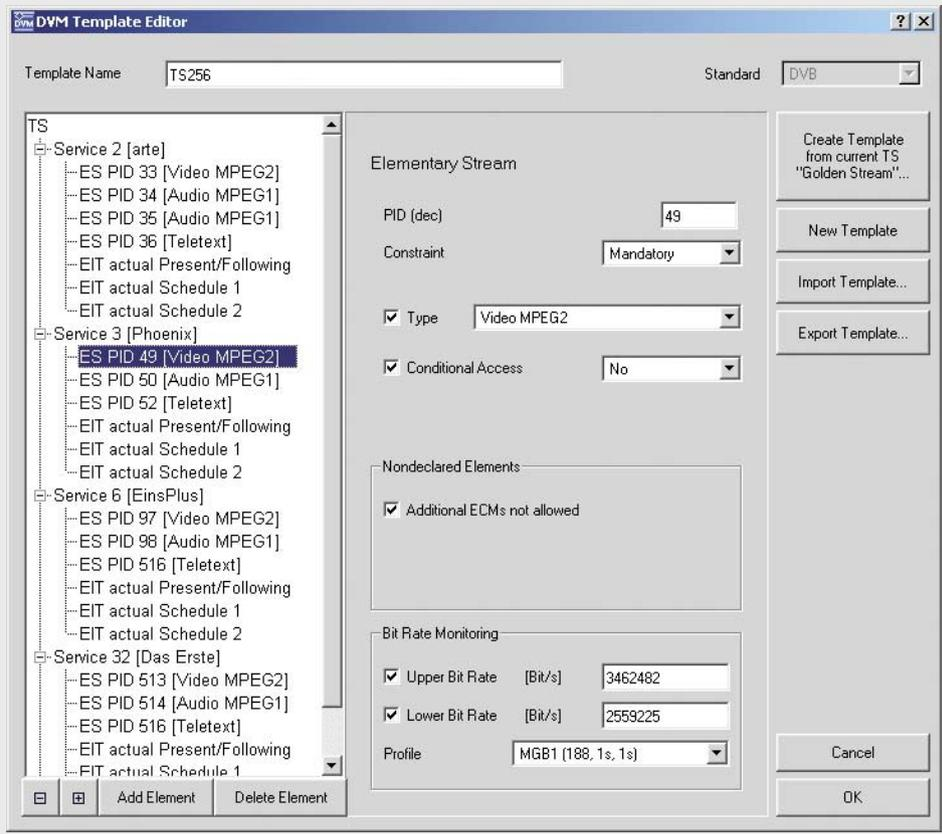 DVM Template Editor
Template Name
TS256
Standard
DVB
TS
Service 2 [arte]
ES PID 33 [Video MPEG2]
ES PID 34 [Audio MPEG1]
ES PID 35 [Audio MPEG1]
ES PID 36 [Teletext]
EIT actual Present/Following
EIT actual Schedule 1
EIT actual Schedule 2
Service 3 [Phoenix]
ES PID 49 [Video MPEG2]
ES PID 50 [Audio MPEG1]
ES PID 52 [Teletext]
EIT actual Present/Following
EIT actual Schedule 1
EIT actual Schedule 2
Service 6 [EinsPlus]
ES PID 97 [Video MPEG2]
ES PID 98 [Audio MPEG1]
ES PID 516 [Teletext]
EIT actual Present/Following
EIT actual Schedule 1
EIT actual Schedule 2
Service 32 [Das Erste]
ES PID 513 [Video MPEG2]
ES PID 514 [Audio MPEG1]
ES PID 516 [Teletext]
EIT actual Present/Following
EIT actual Schedule 1
Add Element
Delete Element
Elementary Stream
PID (dec)
49
Constraint
Mandatory
Type
Video MPEG2
Conditional Access
No
Nondeclared Elements
Additional ECMs not allowed
Bit Rate Monitoring
Upper Bit Rate [Bit/s] 3462482
Lower Bit Rate [Bit/s] 2559225
Profile
MGB1 (188, 1s, 1s)
Create Template
from current TS
"Golden Stream"...
New Template
Import Template...
Export Template...
Cancel
OK